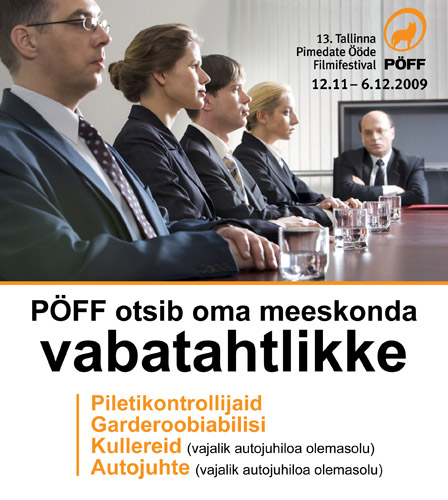 13. Tallinna
Pimedate Ööde
Filmifestival
PÖFF
12.11 – 6.12.2009
PÖFF otsib oma meeskonda
vabatahtlikke
Piletikontrollijaid
Garderoobiabilisi
Kullereid (vajalik autojuhiloa olemasolu)
Autojuhte (vajalik autojuhiloa olemasolu)